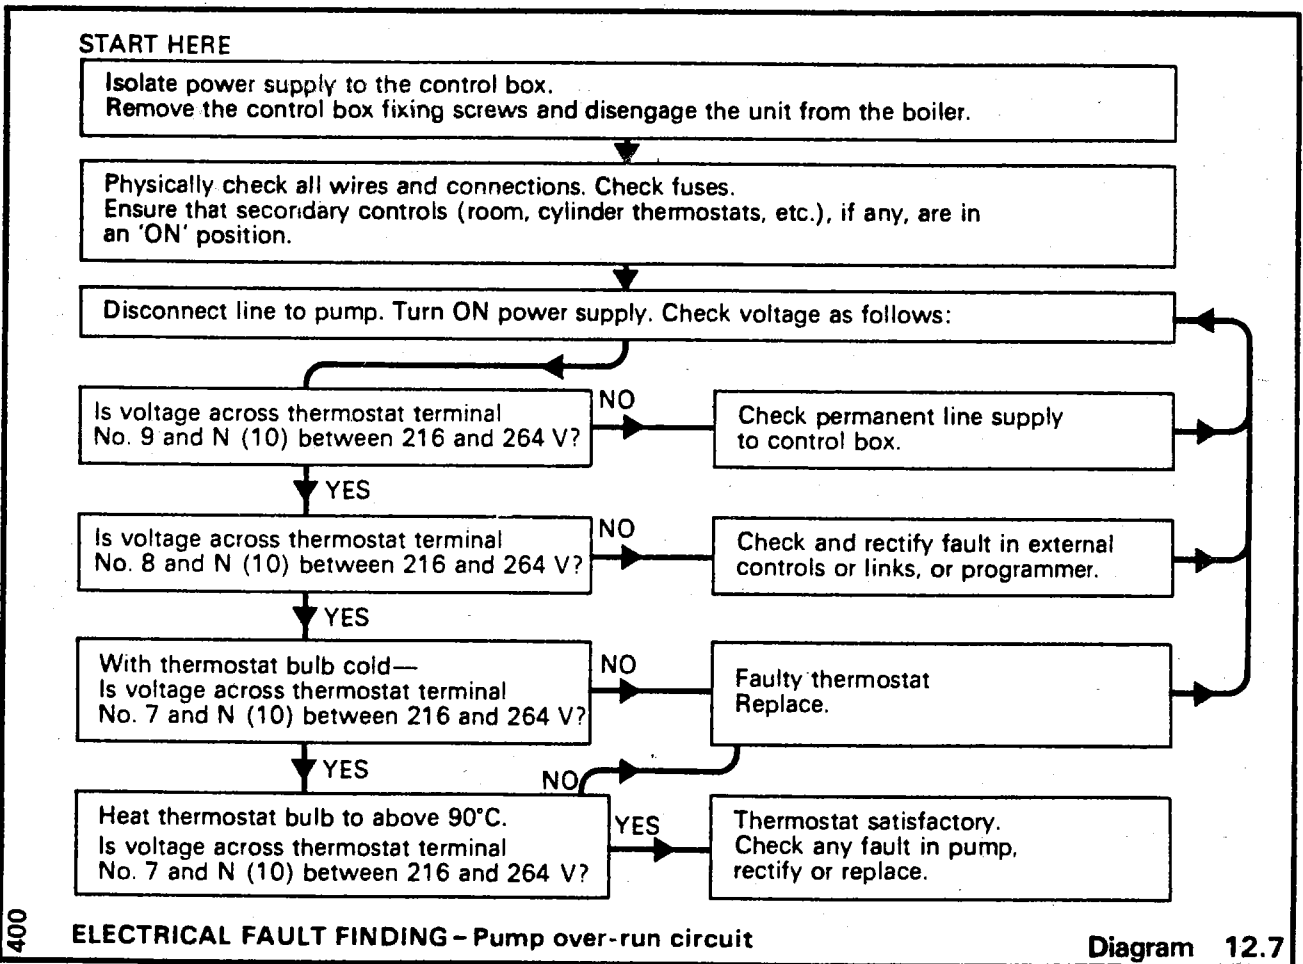 START HERE
Isolate power supply to the control box.
Remove the control box fixing screws and disengage the unit from the boiler.
Physically check all wires and connections. Check fuses.
Ensure that secondary controls (room, cylinder thermostats, etc.), if any, are in
an 'ON' position.
Disconnect line to pump. Turn ON power supply. Check voltage as follows:
Is voltage across thermostat terminal
No. 9 and N (10) between 216 and 264 V?
NO
Check permanent line supply
to control box.
YES
Is voltage across thermostat terminal
No. 8 and N (10) between 216 and 264 V?
NO
Check and rectify fault in external
controls or links, or programmer.
YES
With thermostat bulb cold—
Is voltage across thermostat terminal
No. 7 and N (10) between 216 and 264 V?
NO
Faulty thermostat
Replace.
YES
NO
Heat thermostat bulb to above 90°C.
Is voltage across thermostat terminal
No. 7 and N (10) between 216 and 264 V?
YES
Thermostat satisfactory.
Check any fault in pump,
rectify or replace.
400
ELECTRICAL FAULT FINDING – Pump over-run circuit
Diagram 12.7